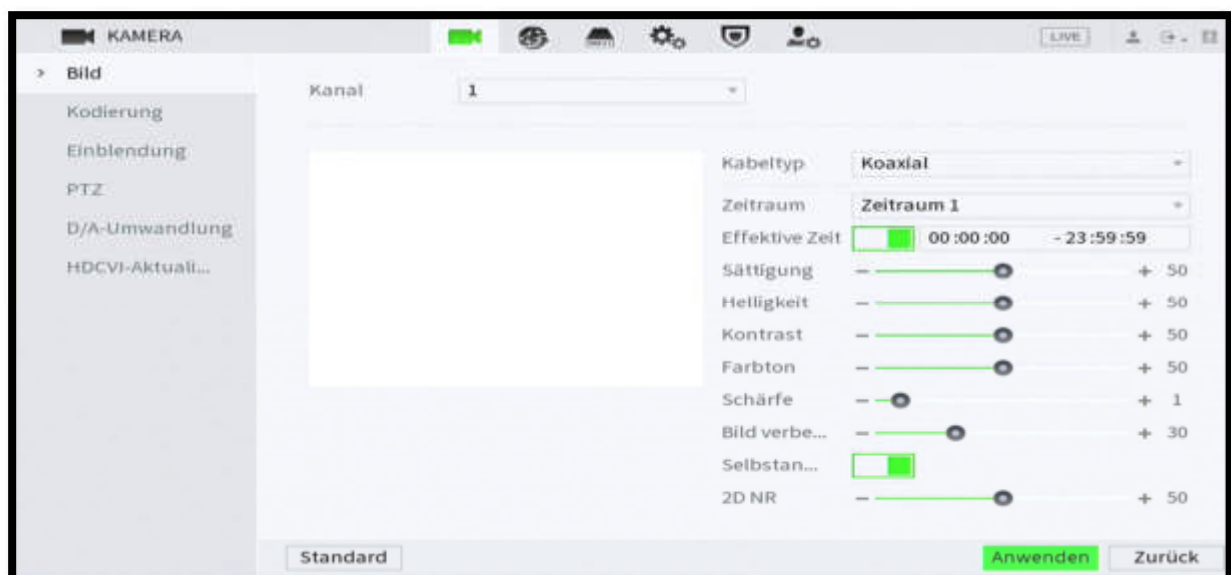 KAMERA
LIVE
> Bild
Kodierung
Einblendung
PTZ
D/A-Umwandlung
HDCVI-Aktuali...
Kanal 1
Kabeltyp Koaxial
Zeitraum Zeitraum 1
Effektive Zeit 00:00:00 - 23:59:59
Sättigung - + 50
Helligkeit - + 50
Kontrast - + 50
Farbton - + 50
Schärfe - + 1
Bild verbe... - + 30
Selbstan...
2D NR - + 50
Standard Anwenden Zurück